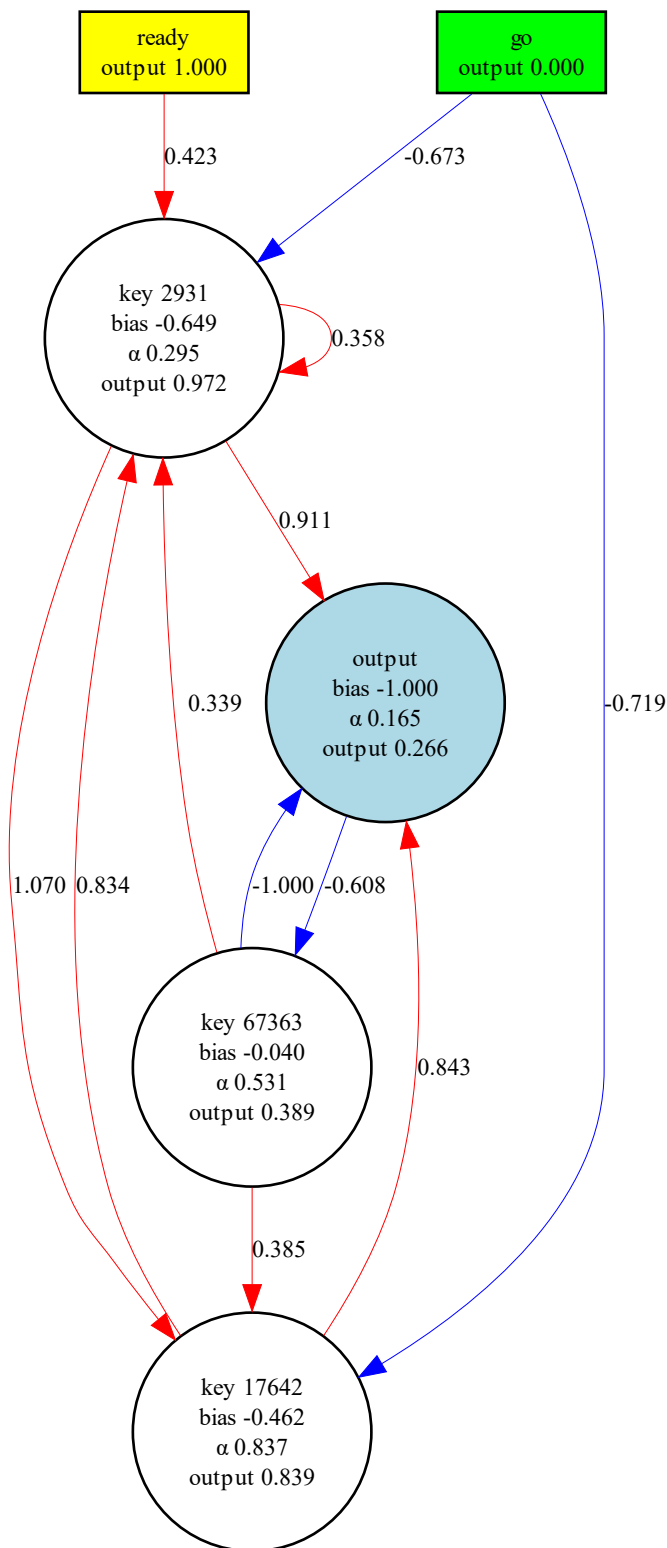 ready
output 1.000
go
output 0.000
0.423
-0.673
key 2931
bias -0.649
α 0.295
output 0.972
0.358
0.911
output
bias -1.000
α 0.165
output 0.266
0.339
-0.719
1.070
0.834
-1.000
-0.608
key 67363
bias -0.040
α 0.531
output 0.389
0.843
0.385
key 17642
bias -0.462
α 0.837
output 0.839